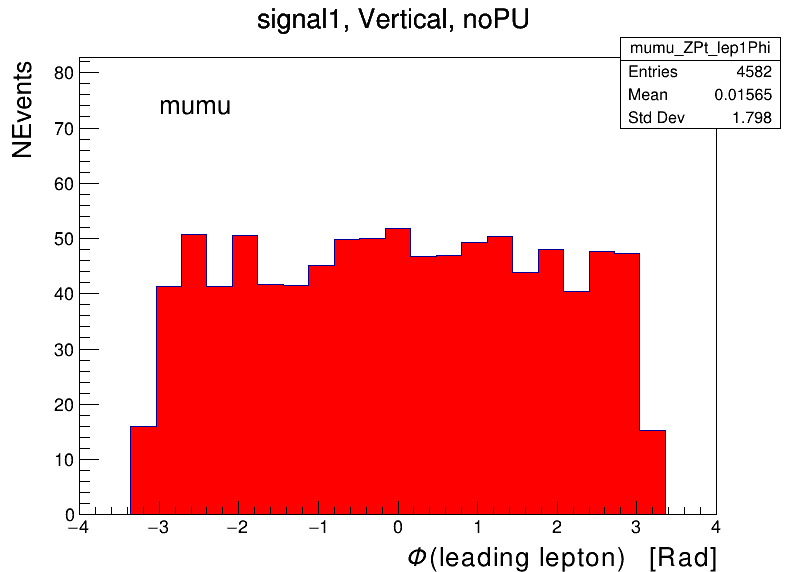 signal1, Vertical, noPU
mumu_ZPt_lep1Phi
Entries 4582
Mean 0.01565
Std Dev 1.798
NEvents
mumu
80
70
60
50
40
30
20
10
0
−4 −3 −2 −1 0 1 2 3 4
Φ(leading lepton) [Rad]